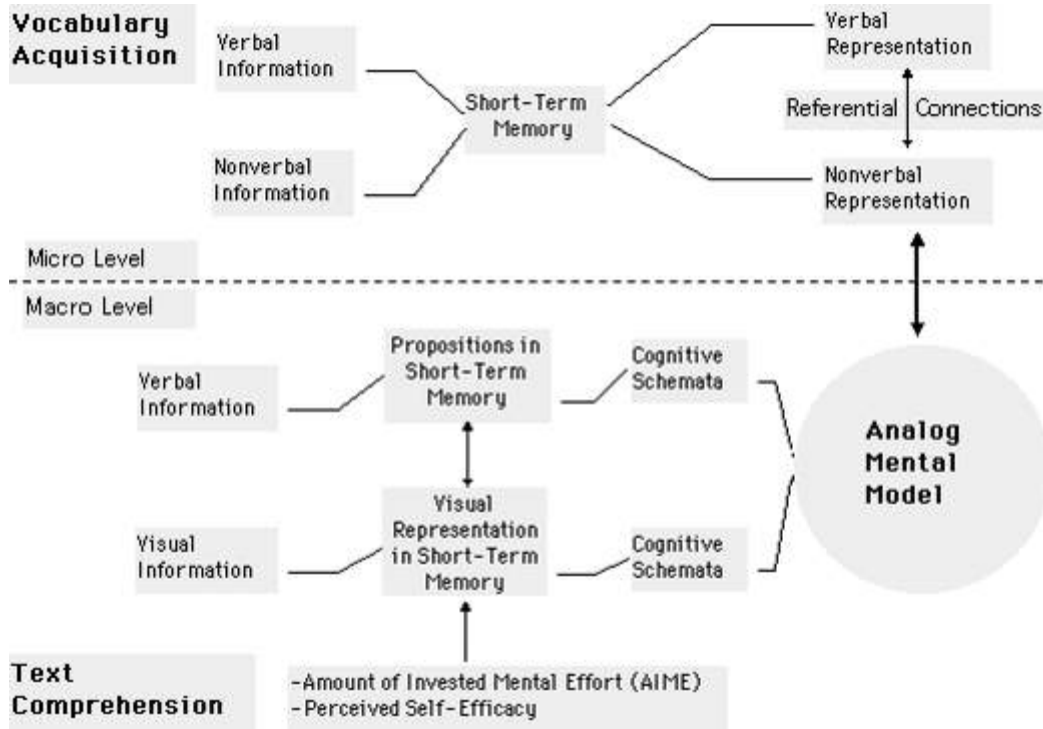 Vocabulary
Acquisition
Verbal
Information
Nonverbal
Information
Short-Term
Memory
Verbal
Representation
Referential
Connections
Nonverbal
Representation
Micro Level
Macro Level
Verbal
Information
Propositions in
Short-Term
Memory
Cognitive
Schemata
Visual
Information
Visual
Representation
in Short-Term
Memory
Cognitive
Schemata
Analog
Mental
Model
Text
Comprehension
-Amount of Invested Mental Effort (AIME)
-Perceived Self-Efficacy